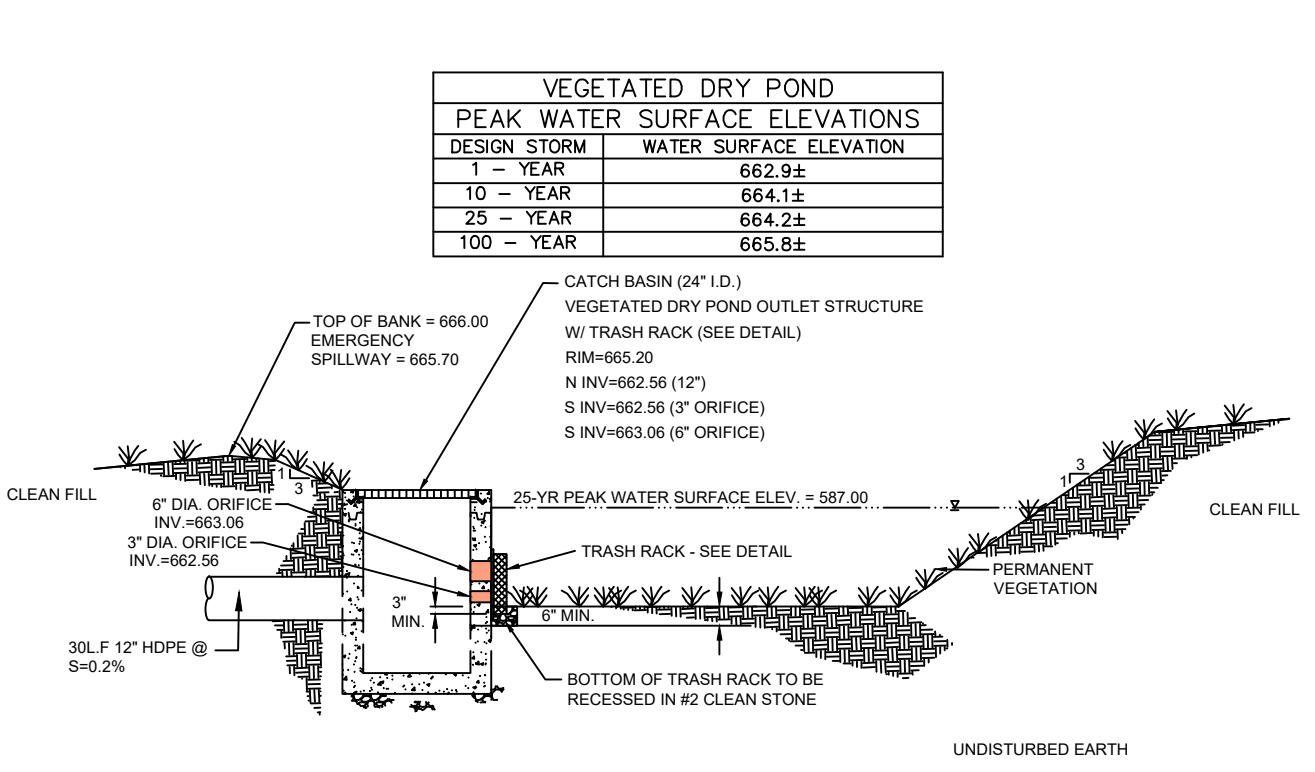 VEGETATED DRY POND
PEAK WATER SURFACE ELEVATIONS
DESIGN STORM WATER SURFACE ELEVATION
1 - YEAR 662.9±
10 - YEAR 664.1±
25 - YEAR 664.2±
100 - YEAR 665.8±
CATCH BASIN (24" I.D.)
VEGETATED DRY POND OUTLET STRUCTURE
W/ TRASH RACK (SEE DETAIL)
RIM=665.20
N INV=662.56 (12")
S INV=662.56 (3" ORIFICE)
S INV=663.06 (6" ORIFICE)
TOP OF BANK = 666.00
EMERGENCY
SPILLWAY = 665.70
1
3
3
1
CLEAN FILL
25-YR PEAK WATER SURFACE ELEV. = 587.00
CLEAN FILL
6" DIA. ORIFICE
INV.=663.06
3" DIA. ORIFICE
INV.=662.56
TRASH RACK - SEE DETAIL
PERMANENT
VEGETATION
3"
MIN.
6" MIN.
30L.F 12" HDPE @
S=0.2%
BOTTOM OF TRASH RACK TO BE
RECESSED IN #2 CLEAN STONE
UNDISTURBED EARTH